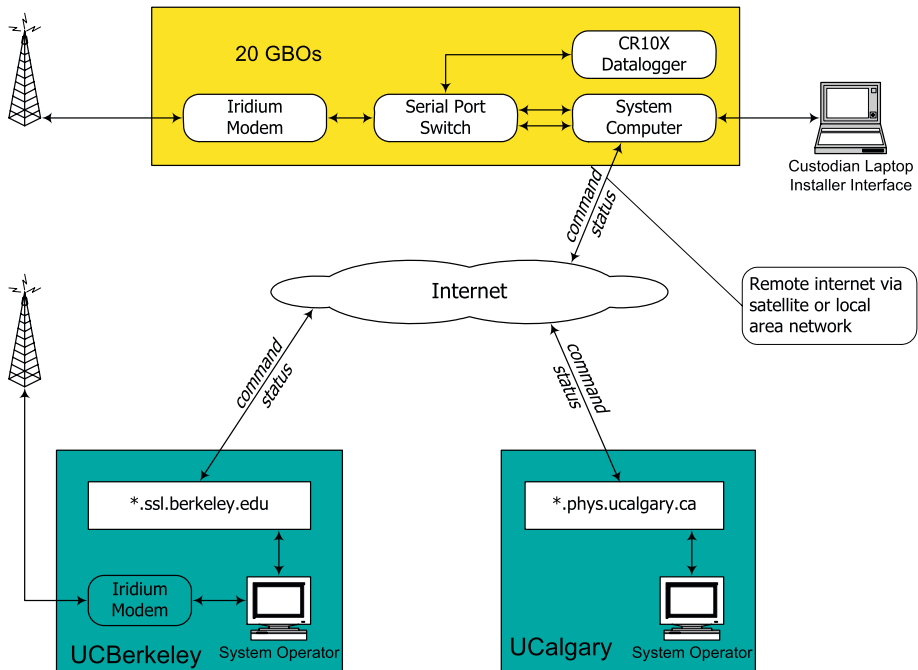 20 GBOs
CR10X
Datalogger
Iridium
Modem
Serial Port
Switch
System
Computer
Custodian Laptop
Installer Interface
command
status
Internet
Remote internet via
satellite or local
area network
command
status
command
status
*.ssl.berkeley.edu
*.phys.ucalgary.ca
Iridium
Modem
UCBerkeley
System Operator
UCalgary
System Operator